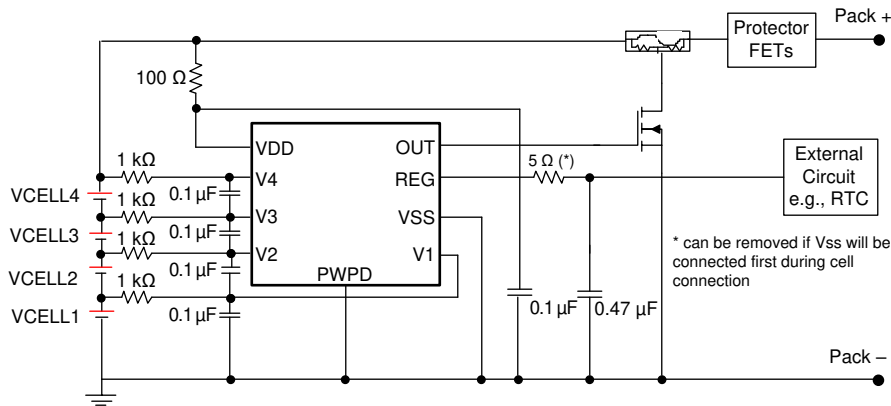 Pack +
Protector
FETs
100 Ω
VDD
OUT
1 kΩ
V4
REG
5 Ω (*)
External
Circuit
e.g., RTC
VCELL4
0.1 µF
1 kΩ
V3
VSS
VCELL3
0.1 µF
1 kΩ
V2
V1
* can be removed if Vss will be
connected first during cell
connection
VCELL2
0.1 µF
1 kΩ
PWPD
VCELL1
0.1 µF
0.1 µF
0.47 µF
Pack –